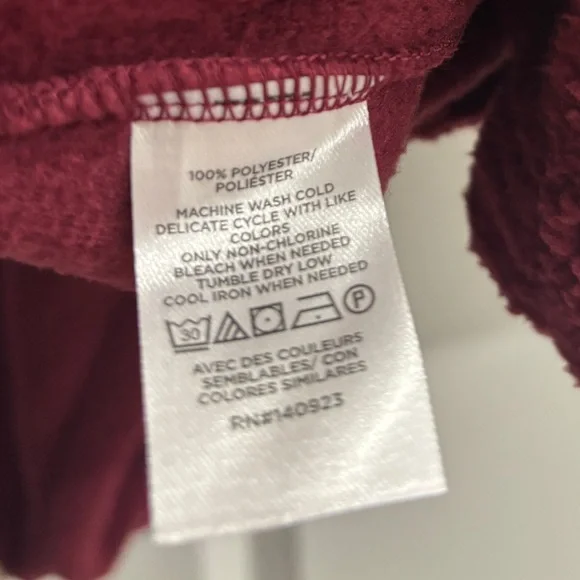 100% POLYESTER/
POLIÉSTER
MACHINE WASH COLD
DELICATE CYCLE WITH LIKE
COLORS
ONLY NON-CHLORINE
BLEACH WHEN NEEDED
TUMBLE DRY LOW
COOL IRON WHEN NEEDED
30 P
AVEC DES COULEURS
SEMBLABLES/ CON
COLORES SIMILARES
RN#140923